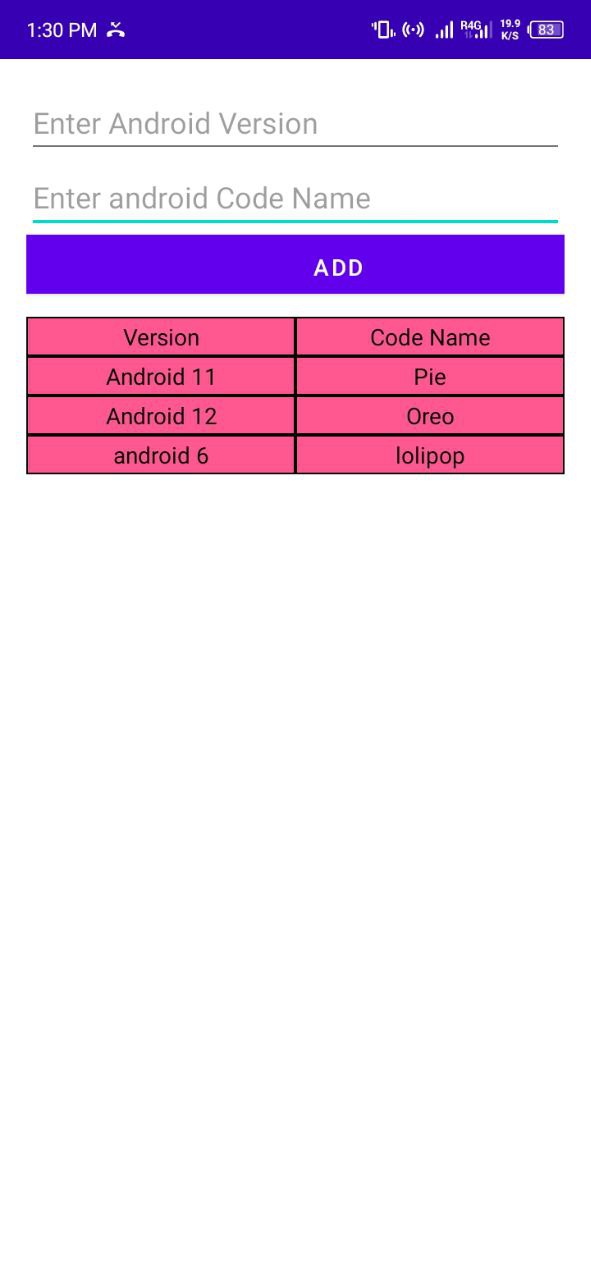 1:30 PM R4G 19.9 K/S 83
Enter Android Version
Enter android Code Name
ADD
Version Code Name
Android 11 Pie
Android 12 Oreo
android 6 lolipop